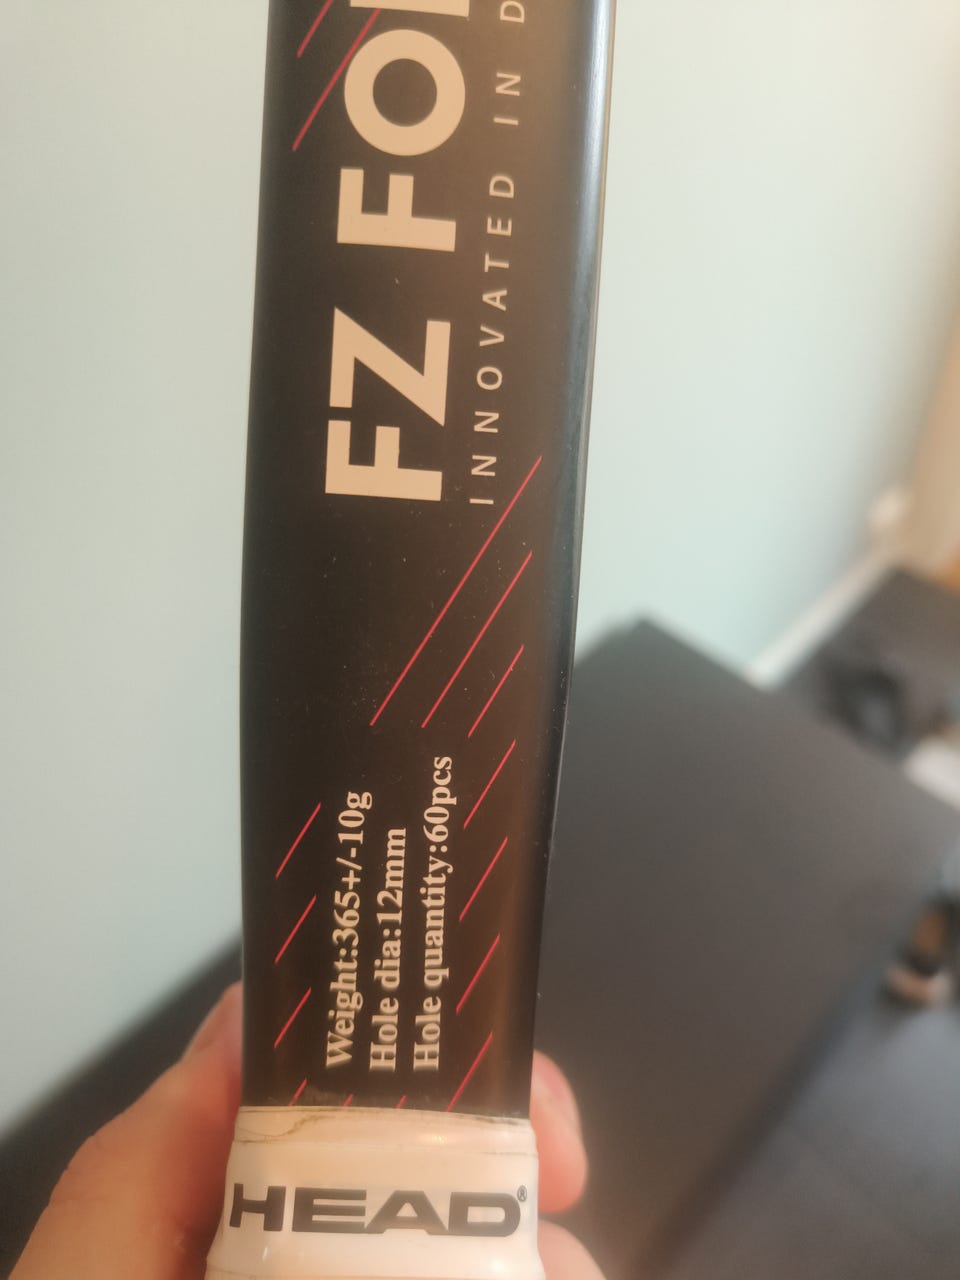 FZ FO
INNOVATED IN D
Weight:365+/-10g
Hole dia:12mm
Hole quantity:60pcs
HEAD®